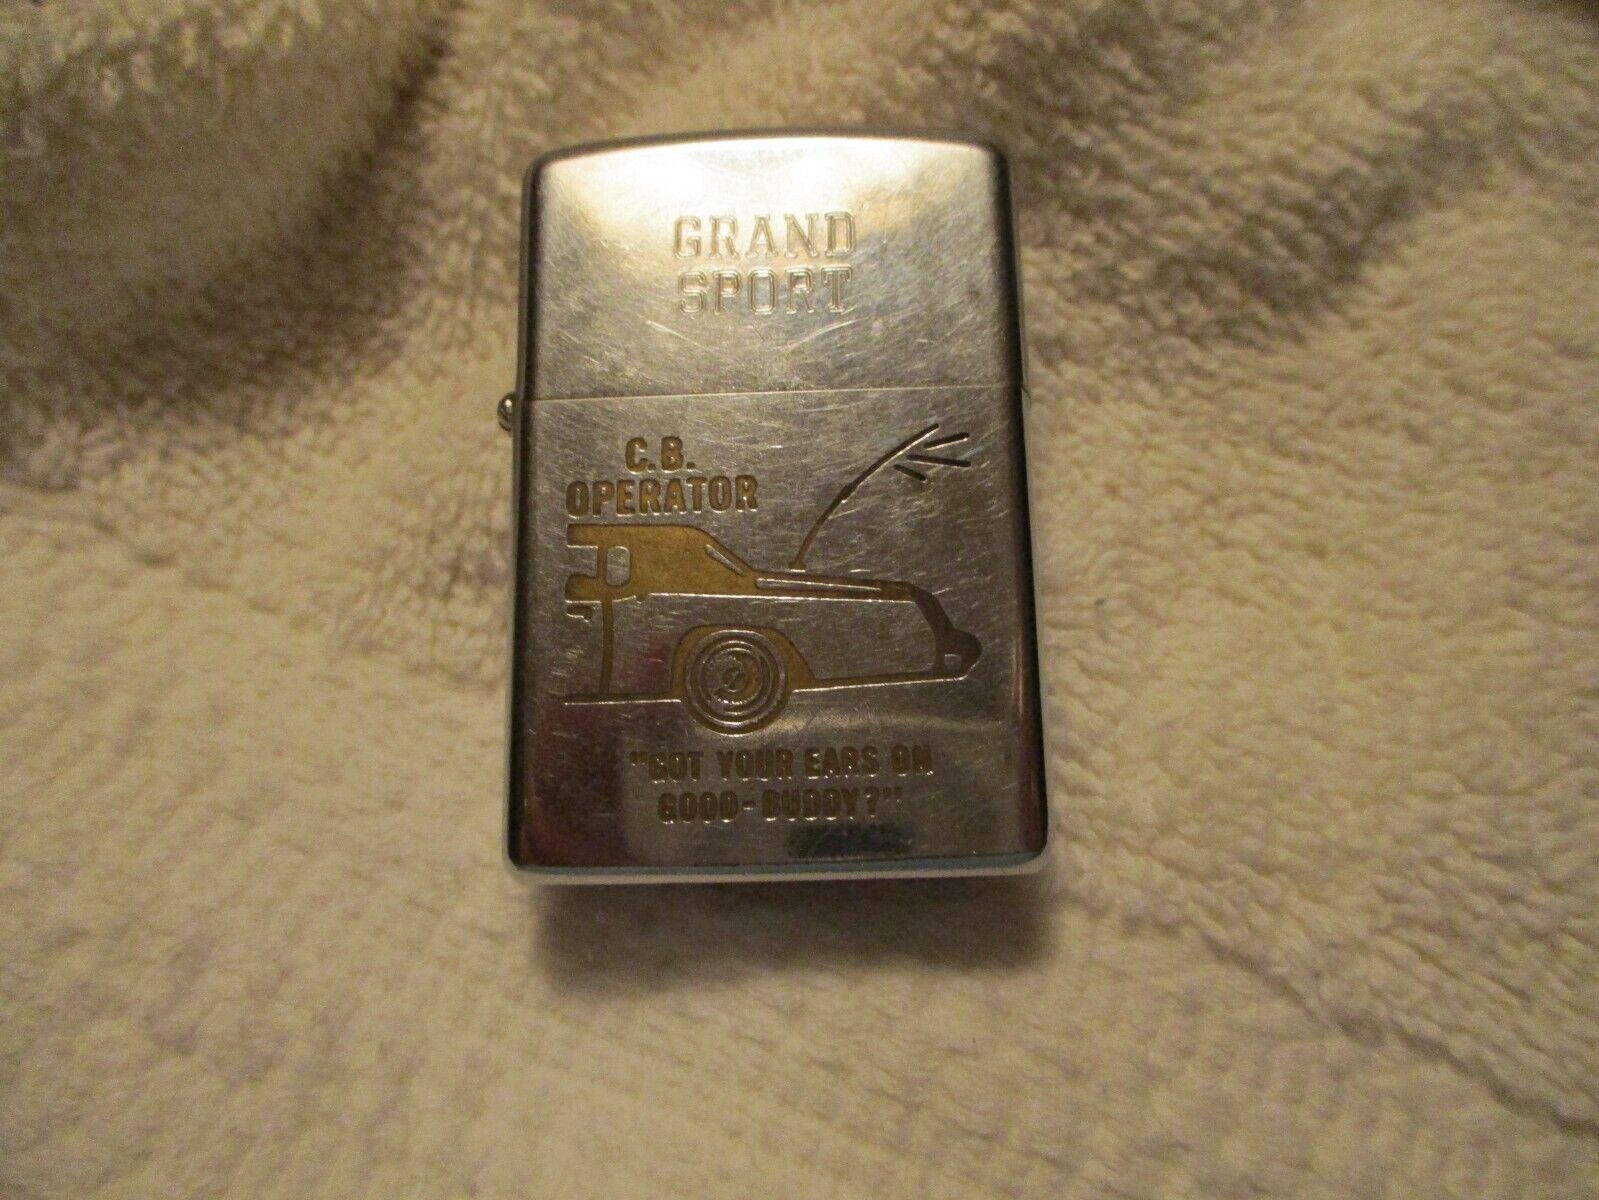 GRAND
SPORT
C.B.
OPERATOR
"GOT YOUR EARS ON
GOOD-BUDDY?"